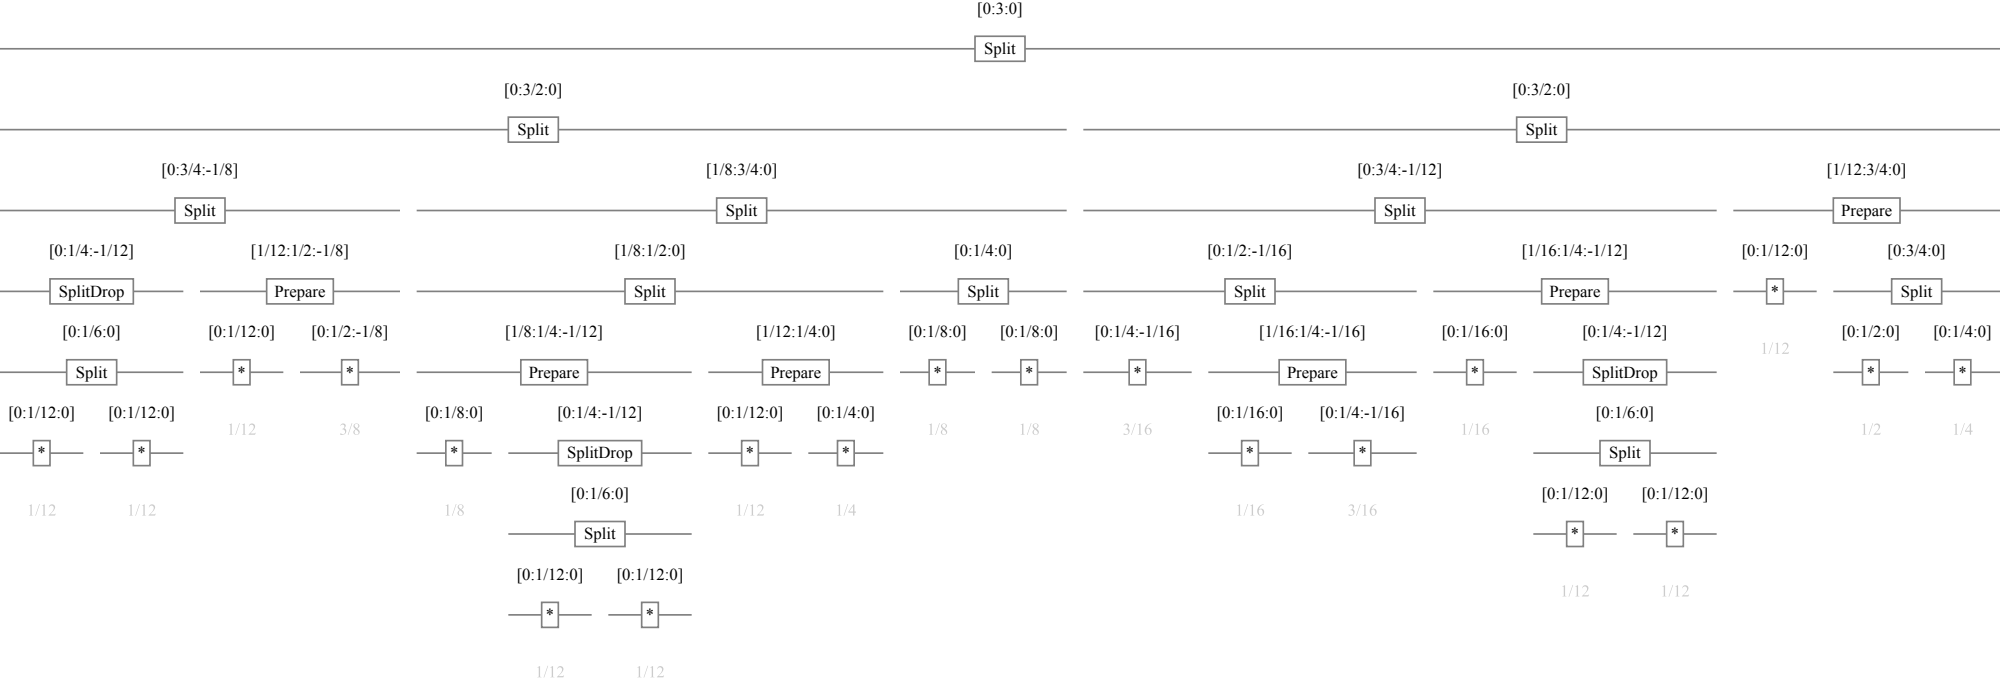 [0:3:0]
Split
[0:3/2:0] [0:3/2:0]
Split Split
[0:3/4:-1/8] [1/8:3/4:0] [0:3/4:-1/12] [1/12:3/4:0]
Split Split Split Prepare
[0:1/4:-1/12] [1/12:1/2:-1/8] [1/8:1/2:0] [0:1/4:0] [0:1/2:-1/16] [1/16:1/4:-1/12] [0:1/12:0] [0:3/4:0]
SplitDrop Prepare Split Split Split Prepare * Split
[0:1/6:0] [0:1/12:0] [0:1/2:-1/8] [1/8:1/4:-1/12] [1/12:1/4:0] [0:1/8:0] [0:1/8:0] [0:1/4:-1/16] [1/16:1/4:-1/16] [0:1/16:0] [0:1/4:-1/12] [0:1/2:0] [0:1/4:0]
1/12
Split * * Prepare Prepare * * * Prepare * SplitDrop * *
[0:1/12:0] [0:1/12:0] [0:1/8:0] [0:1/4:-1/12] [0:1/12:0] [0:1/4:0] [0:1/16:0] [0:1/4:-1/16] [0:1/6:0]
1/12 3/8 1/8 1/8 3/16 1/16 1/2 1/4
* * * SplitDrop * * * * Split
[0:1/6:0] [0:1/12:0] [0:1/12:0]
1/12 1/12 1/8 1/12 1/4 1/16 3/16
Split * *
[0:1/12:0] [0:1/12:0]
1/12 1/12
* *
1/12 1/12